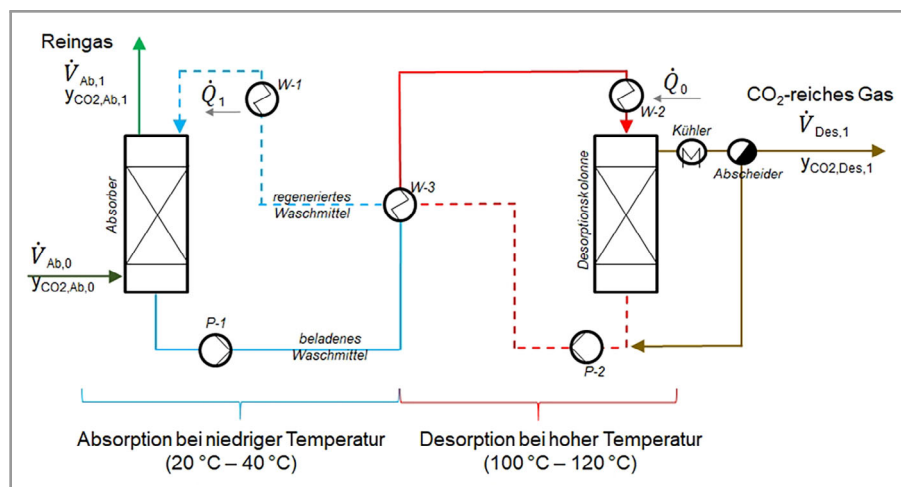 Reingas
V̇Ab,1
yCO2,Ab,1
Q̇1
W-1
Q̇0
W-2
CO₂-reiches Gas
V̇Des,1
yCO2,Des,1
Kühler
Abscheider
Absorber
regeneriertes
Waschmittel
W-3
Desorptionskolonne
V̇Ab,0
yCO2,Ab,0
P-1
beladenes
Waschmittel
P-2
Absorption bei niedriger Temperatur
(20 °C – 40 °C)
Desorption bei hoher Temperatur
(100 °C – 120 °C)